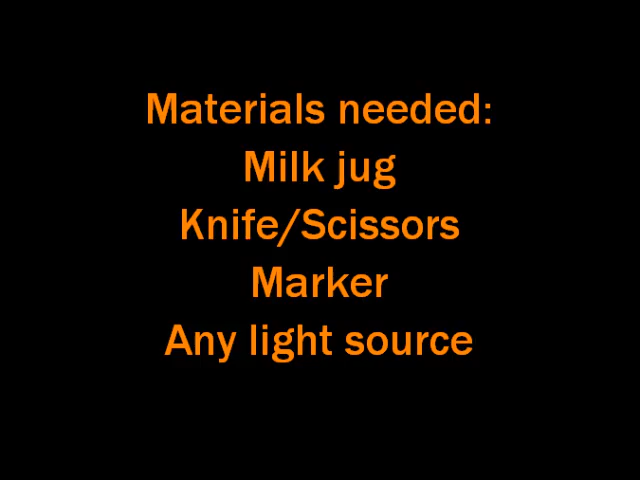 Materials needed:
Milk jug
Knife/Scissors
Marker
Any light source